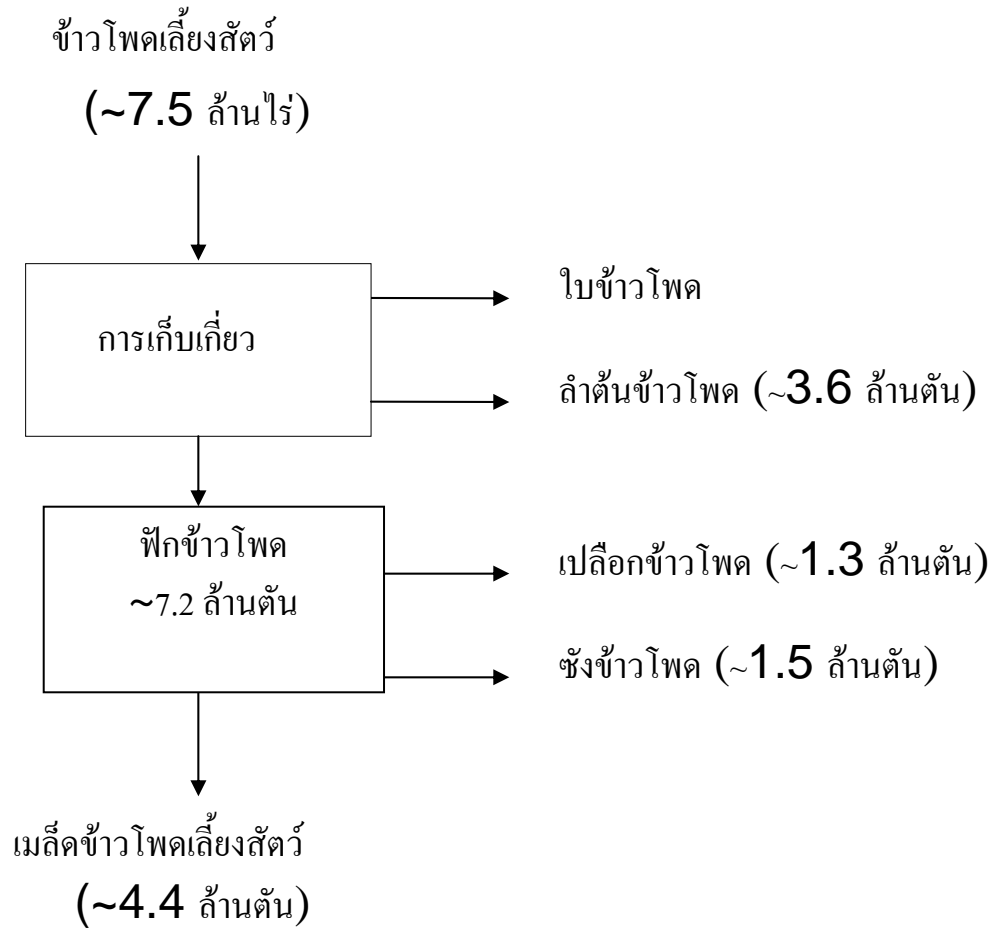 ข้าวโพดเลี้ยงสัตว์
(~7.5 ล้านไร่)
การเก็บเกี่ยว
ใบข้าวโพด
ลำต้นข้าวโพด (~3.6 ล้านตัน)
ฟักข้าวโพด
~7.2 ล้านตัน
เปลือกข้าวโพด (~1.3 ล้านตัน)
ซังข้าวโพด (~1.5 ล้านตัน)
เมล็ดข้าวโพดเลี้ยงสัตว์
(~4.4 ล้านตัน)